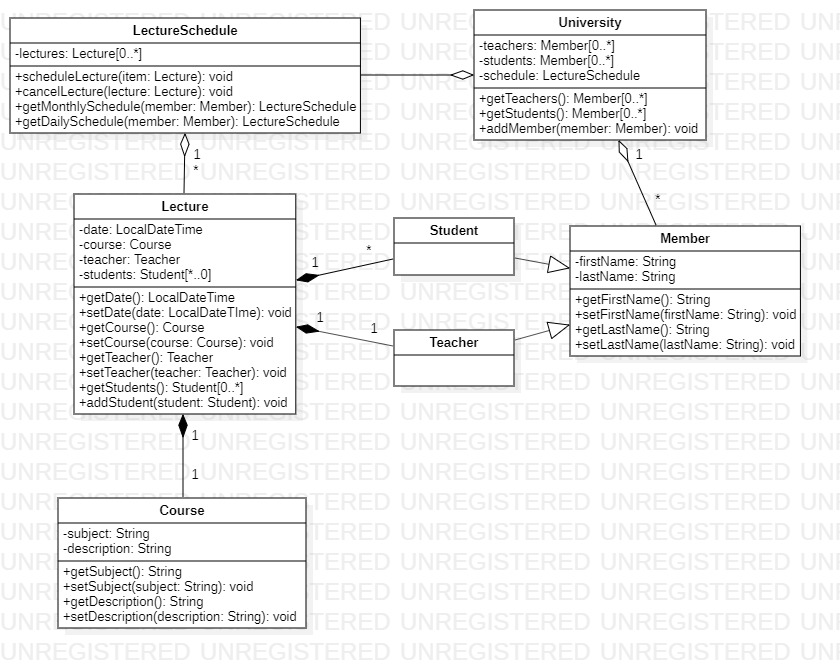 LectureSchedule
-lectures: Lecture[0..*]
+scheduleLecture(item: Lecture): void
+cancelLecture(lecture: Lecture): void
+getMonthlySchedule(member: Member): LectureSchedule
+getDailySchedule(member: Member): LectureSchedule
University
-teachers: Member[0..*]
-students: Member[0..*]
-schedule: LectureSchedule
+getTeachers(): Member[0..*]
+getStudents(): Member[0..*]
+addMember(member: Member): void
1
*
1
*
Lecture
-date: LocalDateTime
-course: Course
-teacher: Teacher
-students: Student[*..0]
+getDate(): LocalDateTime
+setDate(date: LocalDateTIme): void
+getCourse(): Course
+setCourse(course: Course): void
+getTeacher(): Teacher
+setTeacher(teacher: Teacher): void
+getStudents(): Student[0..*]
+addStudent(student: Student): void
1
*
Student
1
1
Teacher
Member
-firstName: String
-lastName: String
+getFirstName(): String
+setFirstName(firstName: String): void
+getLastName(): String
+setLastName(lastName: String): void
1
1
Course
-subject: String
-description: String
+getSubject(): String
+setSubject(subject: String): void
+getDescription(): String
+setDescription(description: String): void
UNREGISTERED UNREGISTERED UNREGISTERED UNREGISTERED UN